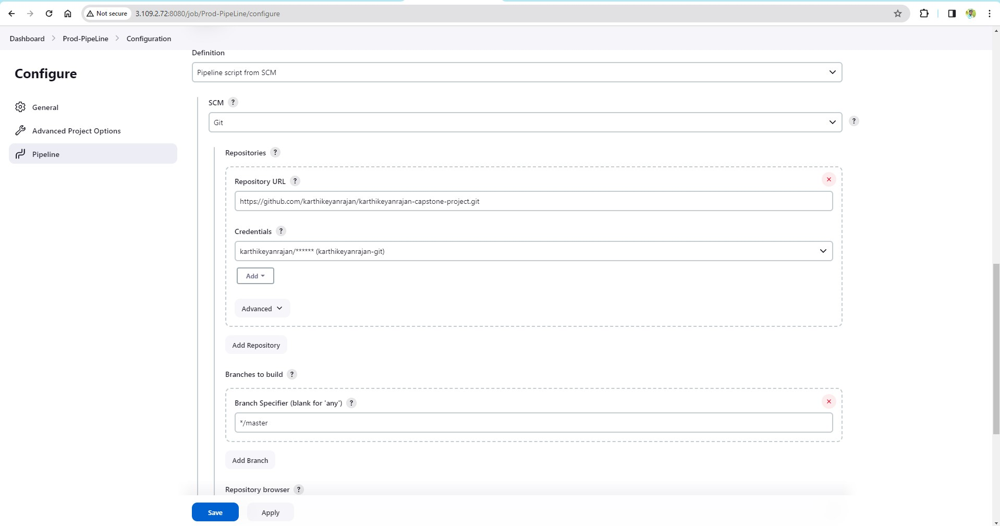 Not secure 3.109.2.72:8080/job/Prod-PipeLine/configure
Dashboard Prod-PipeLine Configuration
Configure
General
Advanced Project Options
Pipeline
Definition
Pipeline script from SCM
SCM ?
Git
?
Repositories ?
Repository URL ?
https://github.com/karthikeyanrajan/karthikeyanrajan-capstone-project.git
Credentials ?
karthikeyanrajan/****** (karthikeyanrajan-git)
Add
Advanced
Add Repository
Branches to build ?
Branch Specifier (blank for 'any') ?
*/master
Add Branch
Repository browser ?
Save Apply